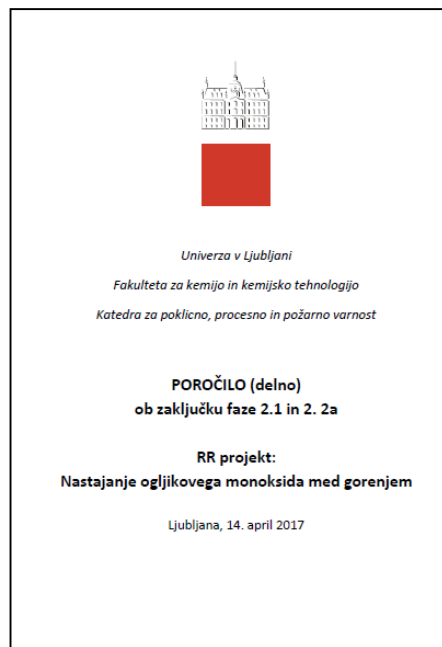 Univerza v Ljubljani
Fakulteta za kemijo in kemijsko tehnologijo
Katedra za poklicno, procesno in požarno varnost
POROČILO (delno)
ob zaključku faze 2.1 in 2. 2a
RR projekt:
Nastajanje ogljikovega monoksida med gorenjem
Ljubljana, 14. april 2017